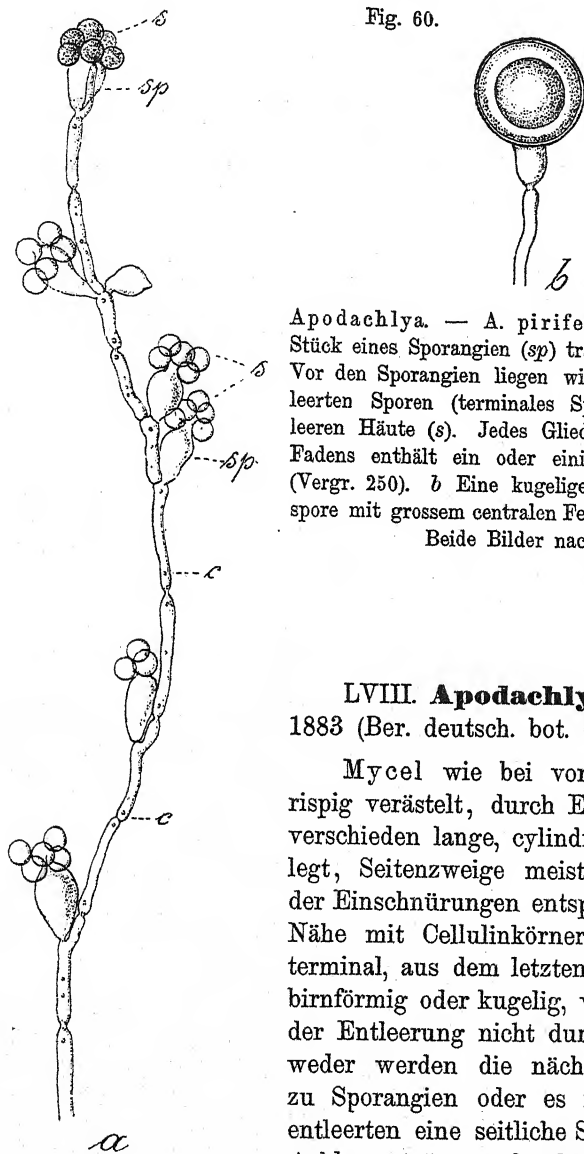 Fig. 60.
s
sp
b
Apodachlya. — A. pirife
Stück eines Sporangien (sp) tr
Vor den Sporangien liegen wi
leerten Sporen (terminales S
leeren Häute (s). Jedes Glied
Fadens enthält ein oder eini
(Vergr. 250). b Eine kugelige
spore mit grossem centralen Fe
Beide Bilder nac
s
sp
c
LVIII. Apodachly
1883 (Ber. deutsch. bot.
Mycel wie bei vor
rispig verästelt, durch E
verschieden lange, cylind
legt, Seitenzweige meist
der Einschnürungen entsp
Nähe mit Cellulinkörner
terminal, aus dem letzten
birnförmig oder kugelig,
der Entleerung nicht dur
weder werden die näch
zu Sporangien oder es
entleerten eine seitliche S
c
a